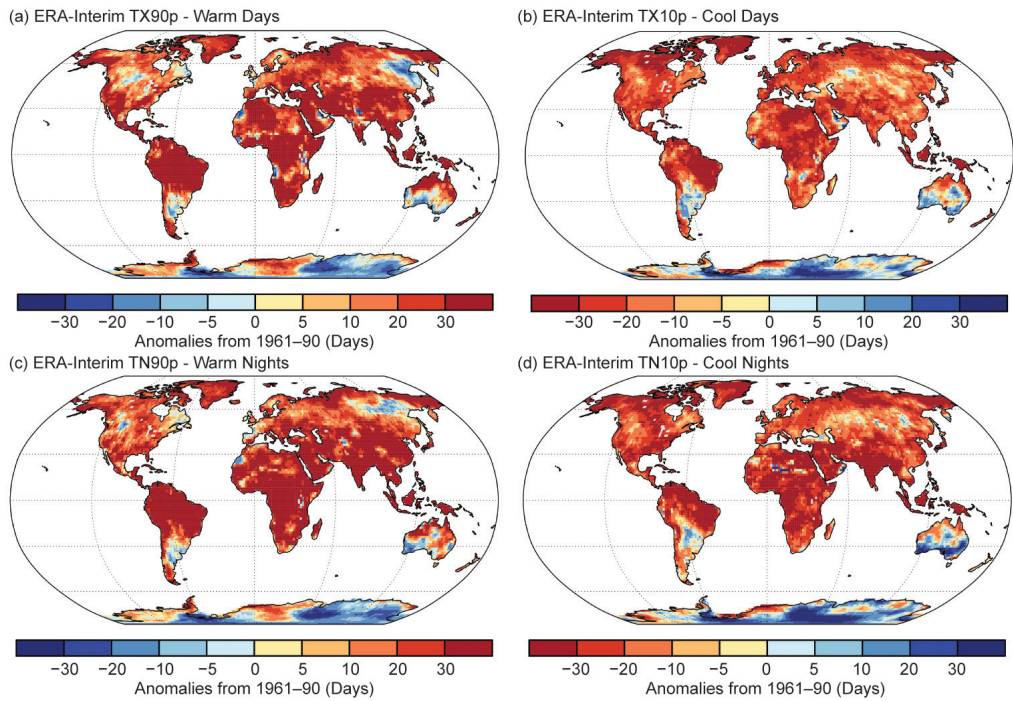 (a) ERA-Interim TX90p - Warm Days
(b) ERA-Interim TX10p - Cool Days
−30 −20 −10 −5 0 5 10 20 30
Anomalies from 1961–90 (Days)
−30 −20 −10 −5 0 5 10 20 30
Anomalies from 1961–90 (Days)
(c) ERA-Interim TN90p - Warm Nights
(d) ERA-Interim TN10p - Cool Nights
−30 −20 −10 −5 0 5 10 20 30
Anomalies from 1961–90 (Days)
−30 −20 −10 −5 0 5 10 20 30
Anomalies from 1961–90 (Days)